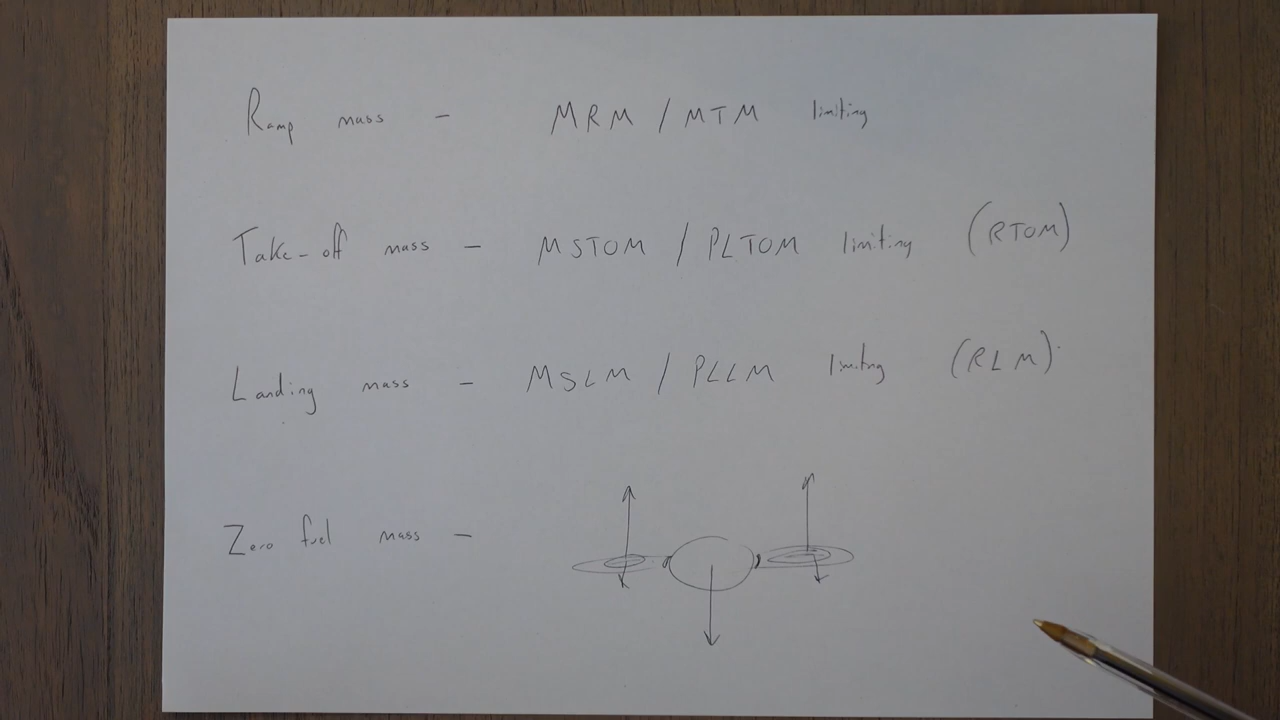 Ramp mass - MRM / MTM limiting
Take-off mass - MSTOM / PLTOM limiting (RTOM)
Landing mass - MSLM / PLLM limiting (RLM)
Zero fuel mass -